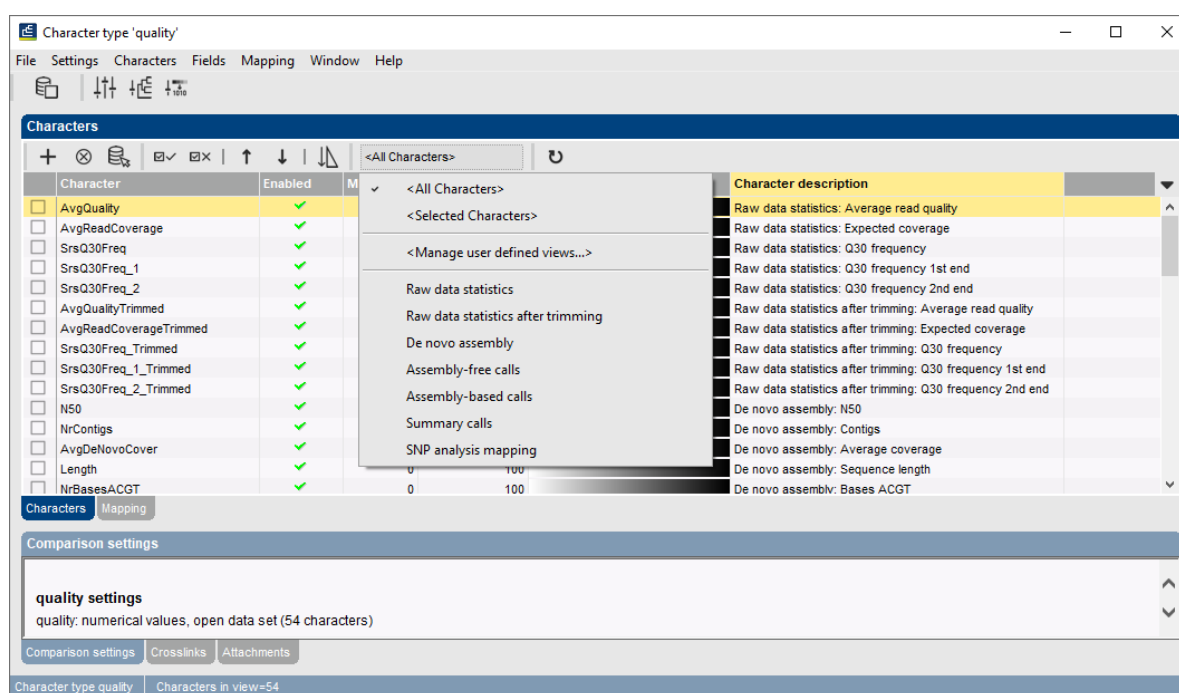 Character type 'quality'
File Settings Characters Fields Mapping Window Help
1010
Characters
<All Characters>
Character Enabled M Character description
<All Characters>
<Selected Characters>
<Manage user defined views...>
Raw data statistics
Raw data statistics after trimming
De novo assembly
Assembly-free calls
Assembly-based calls
Summary calls
SNP analysis mapping
AvgQuality Raw data statistics: Average read quality
AvgReadCoverage Raw data statistics: Expected coverage
SrsQ30Freq Raw data statistics: Q30 frequency
SrsQ30Freq_1 Raw data statistics: Q30 frequency 1st end
SrsQ30Freq_2 Raw data statistics: Q30 frequency 2nd end
AvgQualityTrimmed Raw data statistics after trimming: Average read quality
AvgReadCoverageTrimmed Raw data statistics after trimming: Expected coverage
SrsQ30Freq_Trimmed Raw data statistics after trimming: Q30 frequency
SrsQ30Freq_1_Trimmed Raw data statistics after trimming: Q30 frequency 1st end
SrsQ30Freq_2_Trimmed Raw data statistics after trimming: Q30 frequency 2nd end
N50 De novo assembly: N50
NrContigs De novo assembly: Contigs
AvgDeNovoCover De novo assembly: Average coverage
Length 0 100 De novo assembly: Sequence length
NrBasesACGT 0 100 De novo assembly: Bases ACGT
Characters Mapping
Comparison settings
quality settings
quality: numerical values, open data set (54 characters)
Comparison settings Crosslinks Attachments
Character type quality Characters in view=54